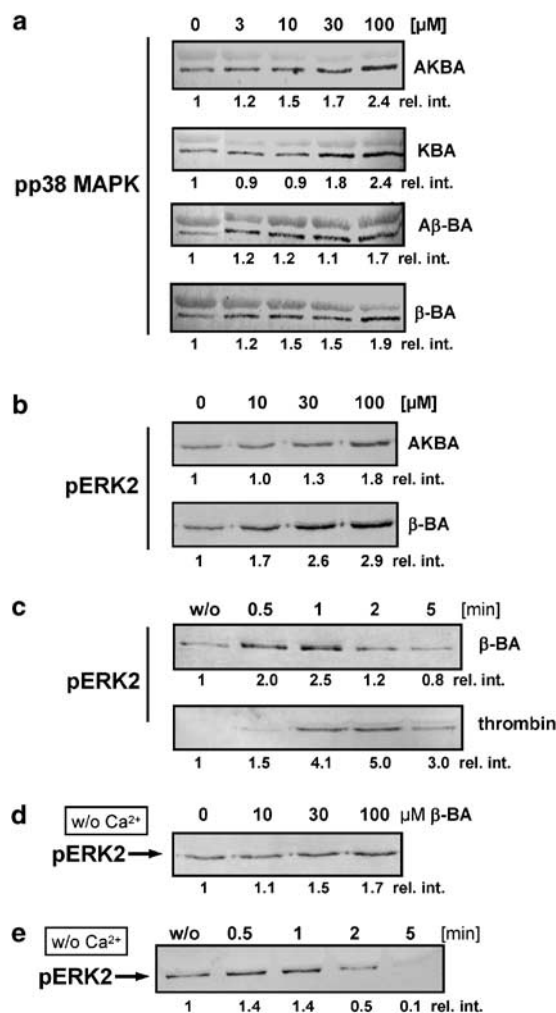 a
0 3 10 30 100 [µM]
AKBA
1 1.2 1.5 1.7 2.4 rel. int.
KBA
1 0.9 0.9 1.8 2.4 rel. int.
pp38 MAPK
Aβ-BA
1 1.2 1.2 1.1 1.7 rel. int.
β-BA
1 1.2 1.5 1.5 1.9 rel. int.
b
0 10 30 100 [µM]
AKBA
1 1.0 1.3 1.8 rel. int.
pERK2
β-BA
1 1.7 2.6 2.9 rel. int.
c
w/o 0.5 1 2 5 [min]
β-BA
1 2.0 2.5 1.2 0.8 rel. int.
pERK2
thrombin
1 1.5 4.1 5.0 3.0 rel. int.
d
w/o Ca²⁺
0 10 30 100 µM β-BA
pERK2
1 1.1 1.5 1.7 rel. int.
e
w/o Ca²⁺
w/o 0.5 1 2 5 [min]
pERK2
1 1.4 1.4 0.5 0.1 rel. int.